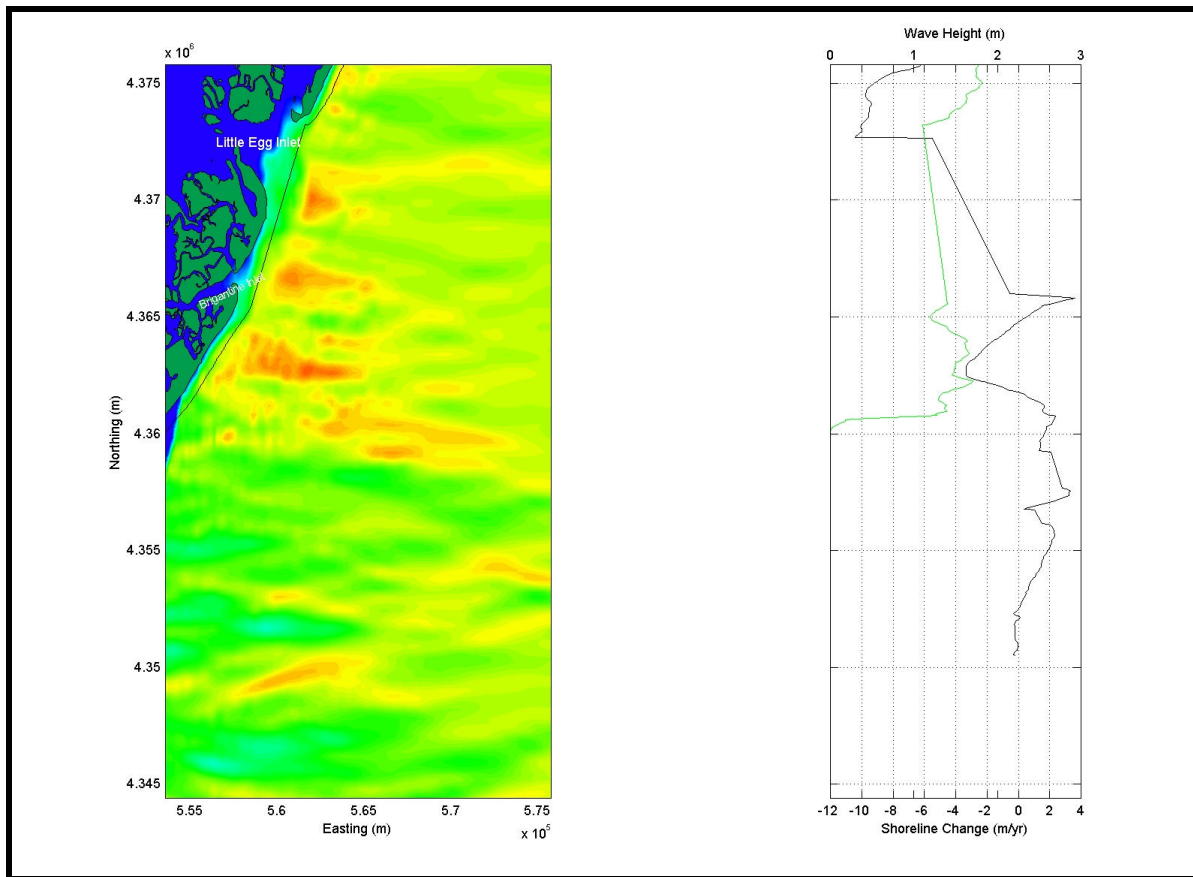 x 10^6
4.375
4.37
4.365
4.36
4.355
4.35
4.345
Northing (m)
Little Egg Inlet
Brigantine Inlet
5.55 5.6 5.65 5.7 5.75
Easting (m)
x 10^5
Wave Height (m)
0 1 2 3
-12 -10 -8 -6 -4 -2 0 2 4
Shoreline Change (m/yr)